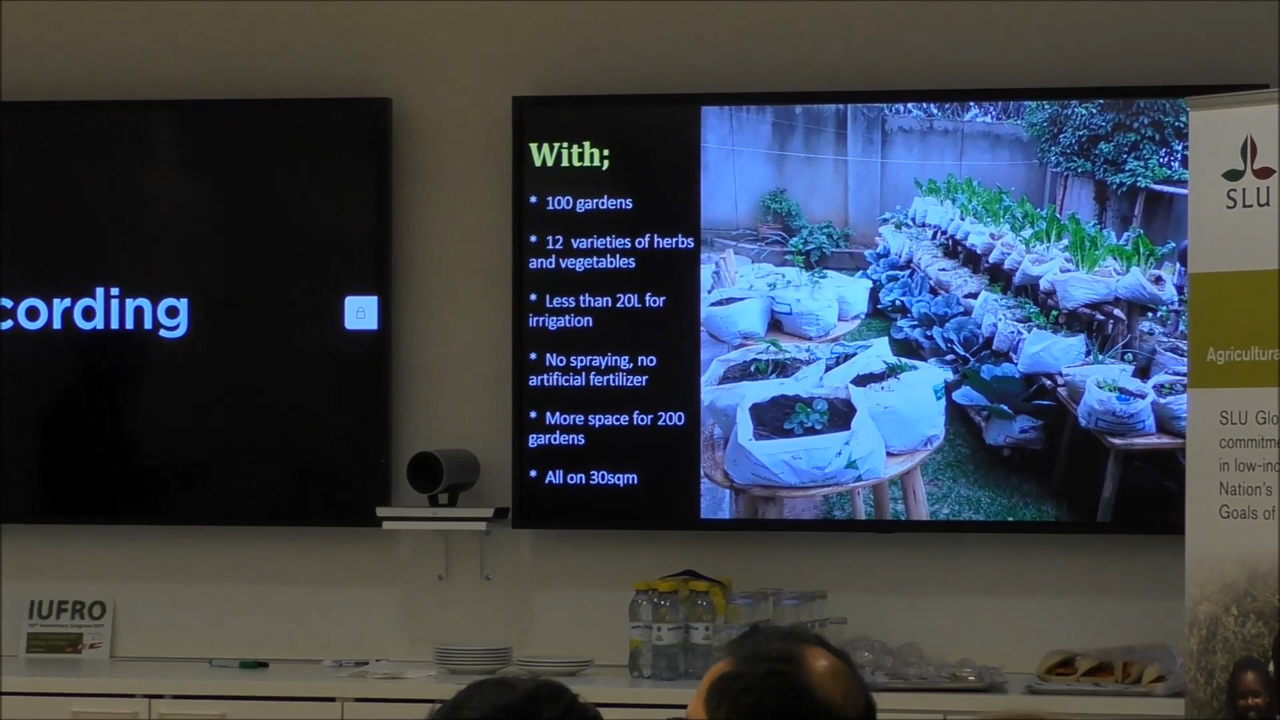 cording
With;
* 100 gardens
* 12 varieties of herbs
and vegetables
* Less than 20L for
irrigation
* No spraying, no
artificial fertilizer
* More space for 200
gardens
* All on 30sqm
SLU
Agricultura
SLU Glo
commitm
in low-inc
Nation's
Goals of
IUFRO